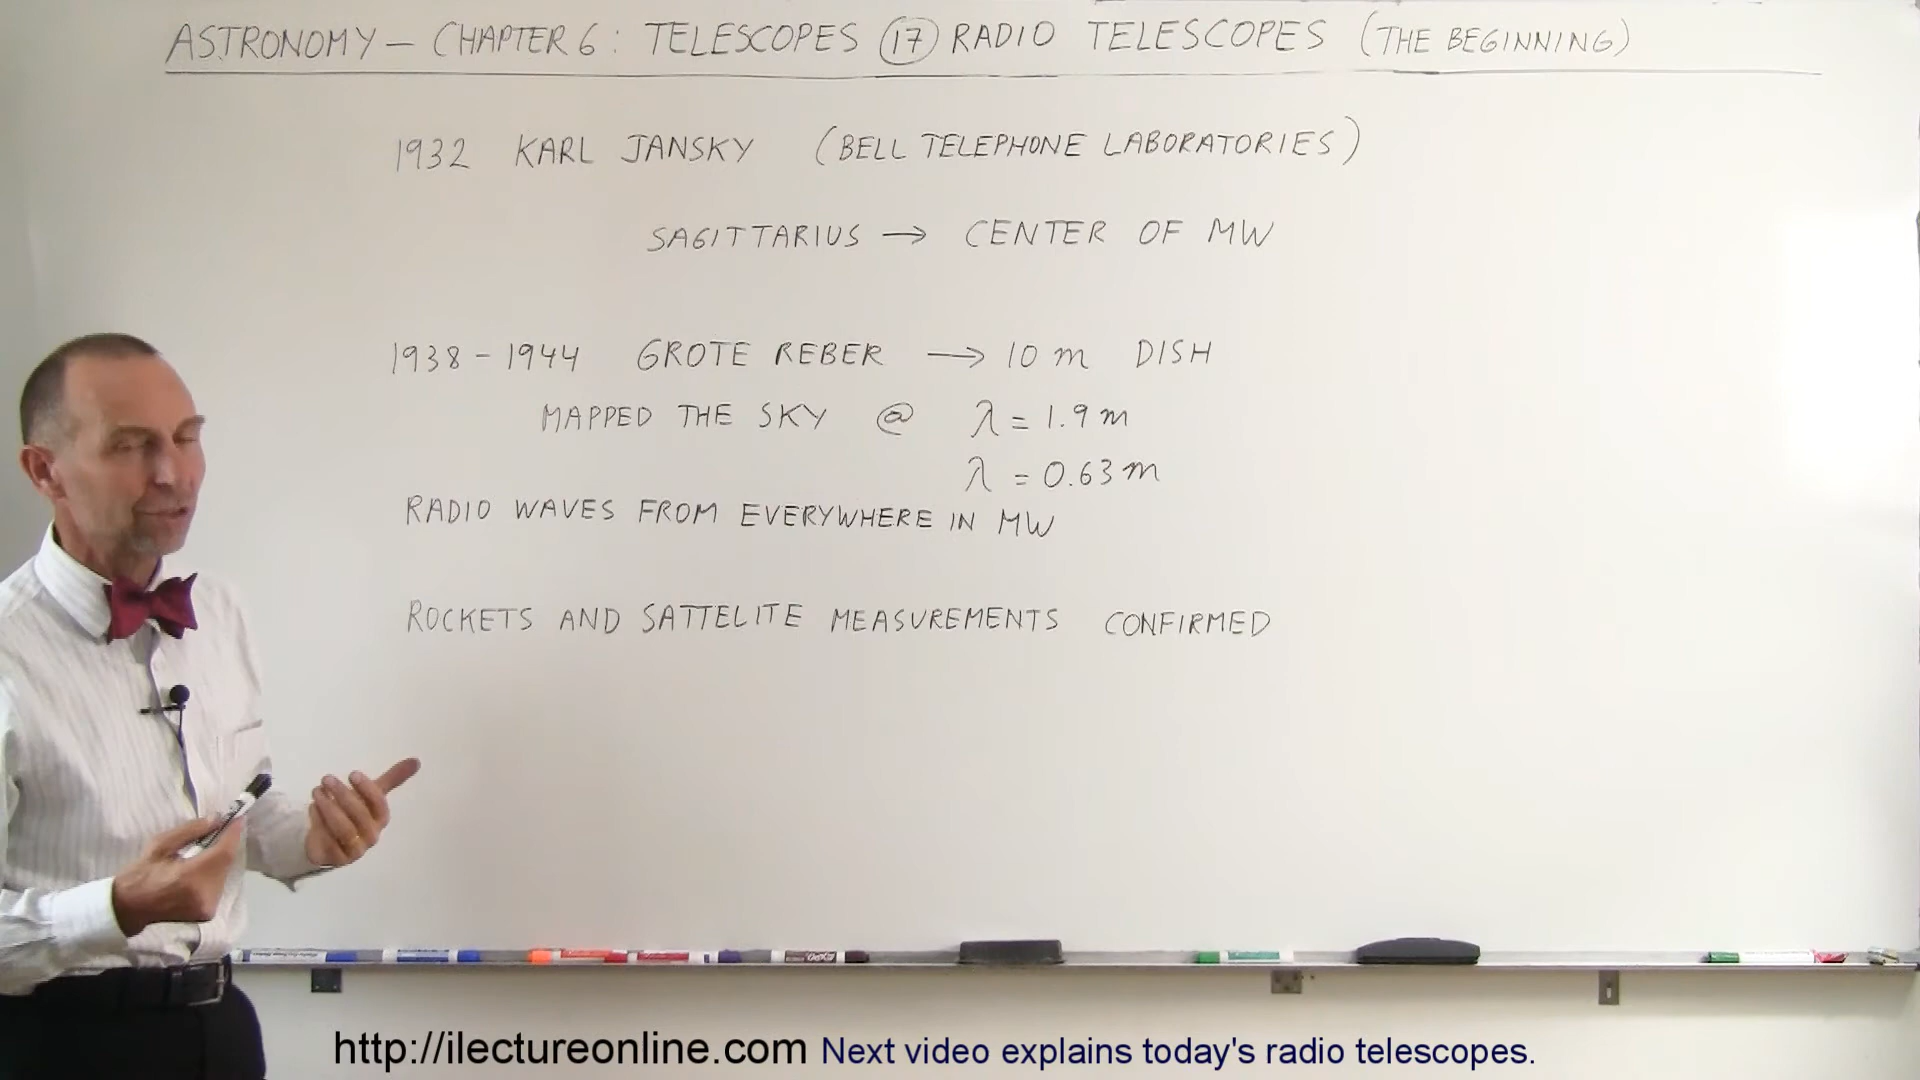 ASTRONOMY – CHAPTER 6 : TELESCOPES 17 RADIO TELESCOPES (THE BEGINNING)
1932 KARL JANSKY (BELL TELEPHONE LABORATORIES)
SAGITTARIUS → CENTER OF MW
1938 – 1944 GROTE REBER → 10 m DISH
MAPPED THE SKY @ λ = 1.9 m
λ = 0.63 m
RADIO WAVES FROM EVERYWHERE IN MW
ROCKETS AND SATTELITE MEASUREMENTS CONFIRMED
http://ilectureonline.com Next video explains today's radio telescopes.